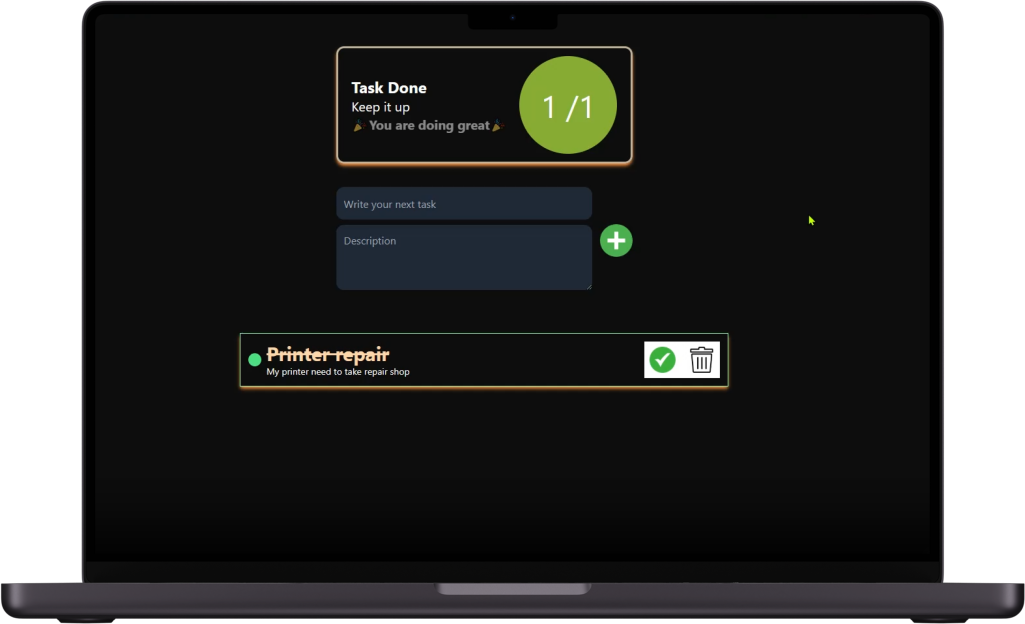 Task Done
Keep it up
🎉 You are doing great🎉
1 /1
Write your next task
Description
Printer repair
My printer need to take repair shop